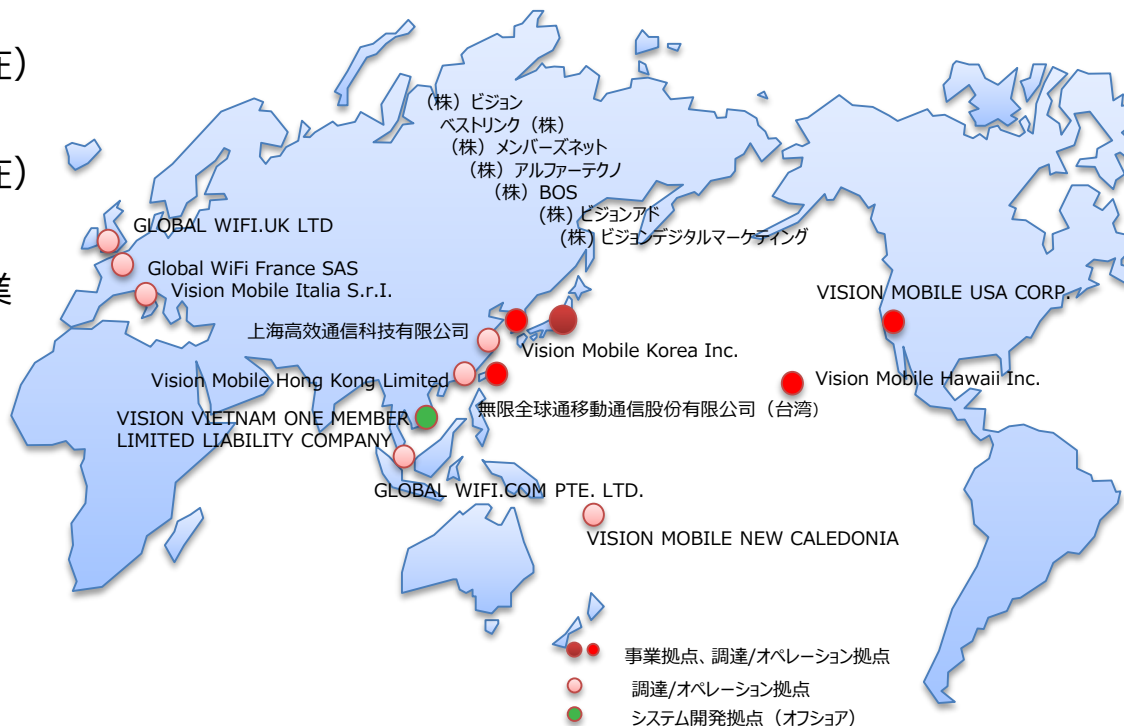 在)
在)
業
(株) ビジョン
ベストリンク (株)
(株) メンバーズネット
(株) アルファーテクノ
(株) BOS
(株) ビジョンアド
(株) ビジョンデジタルマーケティング
GLOBAL WIFI.UK LTD
Global WiFi France SAS
Vision Mobile Italia S.r.I.
VISION MOBILE USA CORP.
上海高效通信科技有限公司
Vision Mobile Korea Inc.
Vision Mobile Hong Kong Limited
Vision Mobile Hawaii Inc.
無限全球通移動通信股份有限公司(台湾)
VISION VIETNAM ONE MEMBER
LIMITED LIABILITY COMPANY
GLOBAL WIFI.COM PTE. LTD.
VISION MOBILE NEW CALEDONIA
事業拠点、調達/オペレーション拠点
調達/オペレーション拠点
システム開発拠点(オフショア)